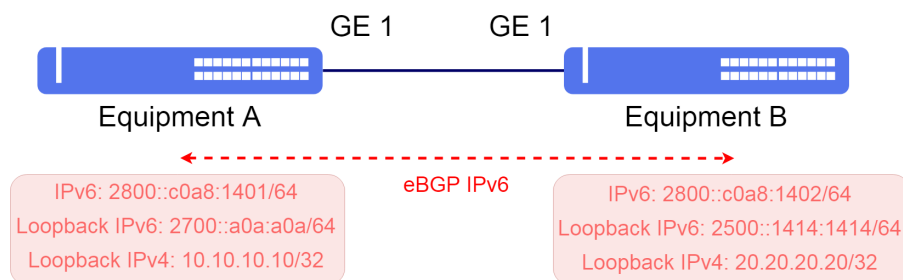 GE 1
GE 1
Equipment A
Equipment B
eBGP IPv6
IPv6: 2800::c0a8:1401/64
Loopback IPv6: 2700::a0a:a0a/64
Loopback IPv4: 10.10.10.10/32
IPv6: 2800::c0a8:1402/64
Loopback IPv6: 2500::1414:1414/64
Loopback IPv4: 20.20.20.20/32